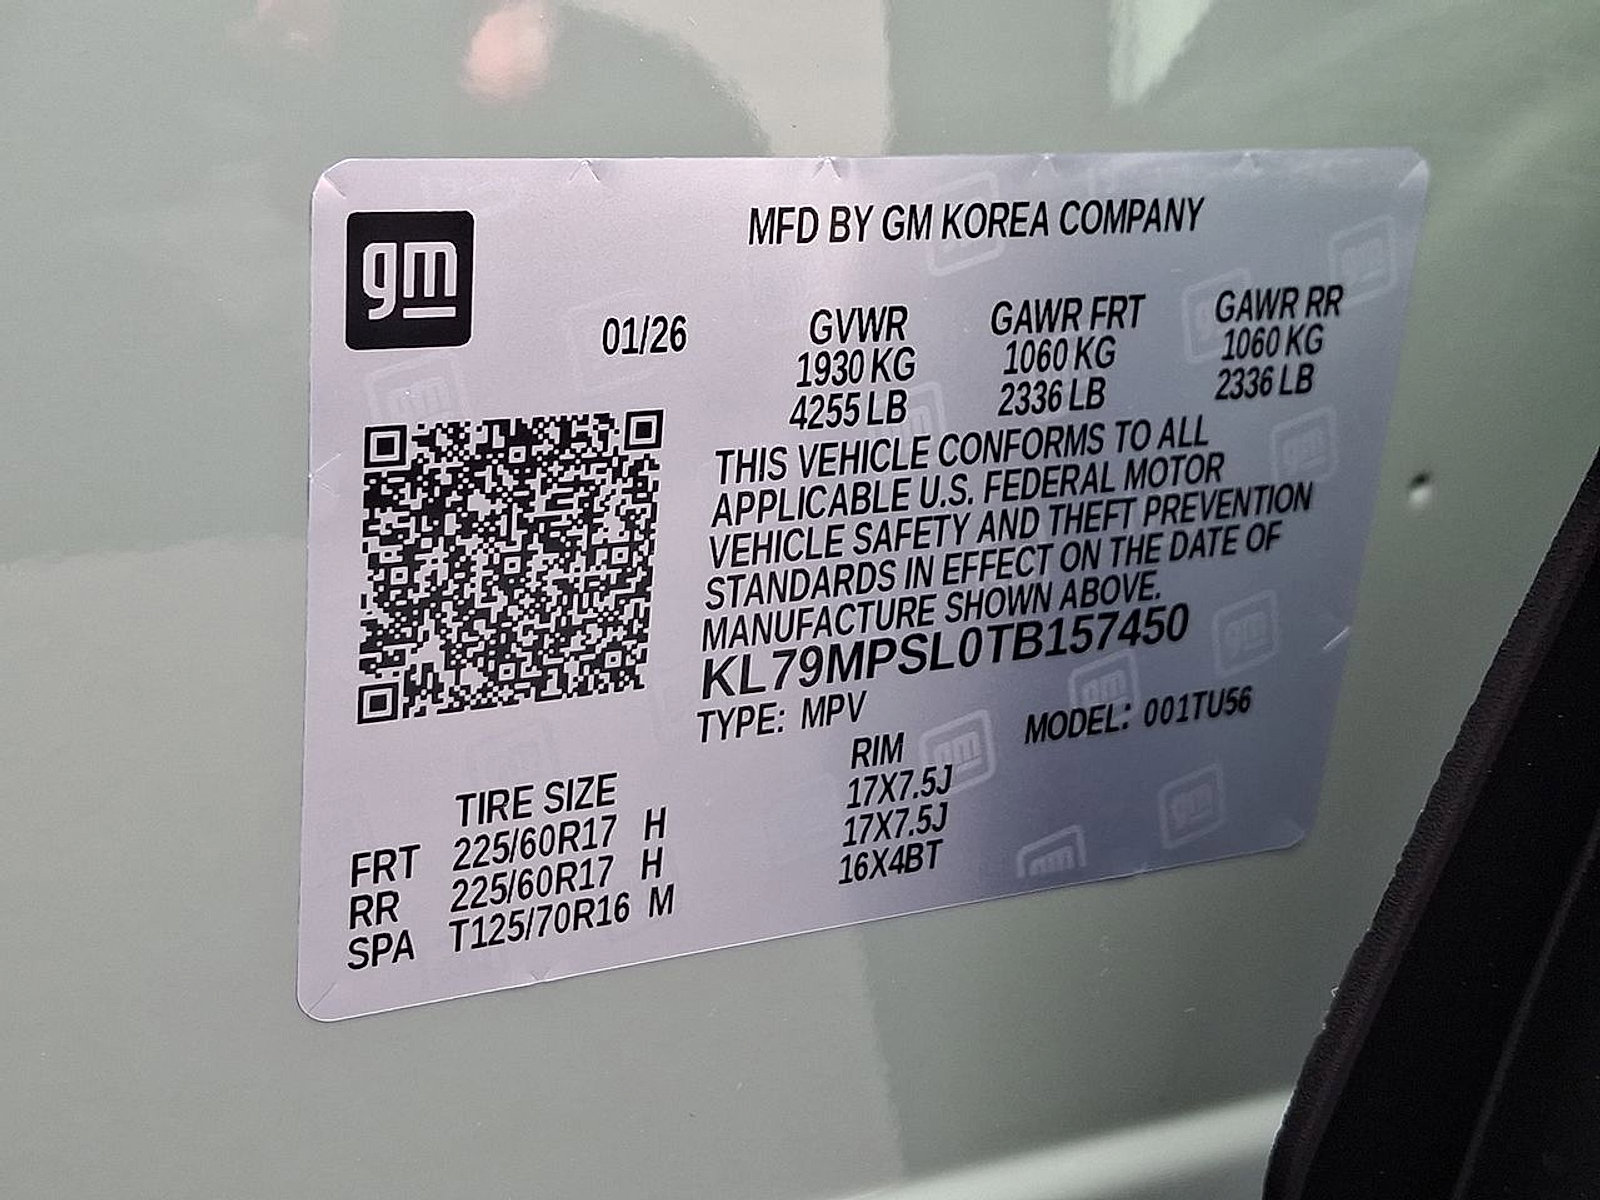 gm
MFD BY GM KOREA COMPANY
01/26 GVWR GAWR FRT GAWR RR
1930 KG 1060 KG 1060 KG
4255 LB 2336 LB 2336 LB
THIS VEHICLE CONFORMS TO ALL
APPLICABLE U.S. FEDERAL MOTOR
VEHICLE SAFETY AND THEFT PREVENTION
STANDARDS IN EFFECT ON THE DATE OF
MANUFACTURE SHOWN ABOVE.
KL79MPSL0TB157450
TYPE: MPV MODEL: 001TU56
TIRE SIZE RIM
FRT 225/60R17 H 17X7.5J
RR 225/60R17 H 17X7.5J
SPA T125/70R16 M 16X4BT